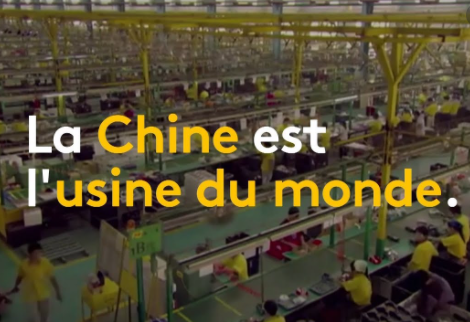 La Chine est
l'usine du monde.